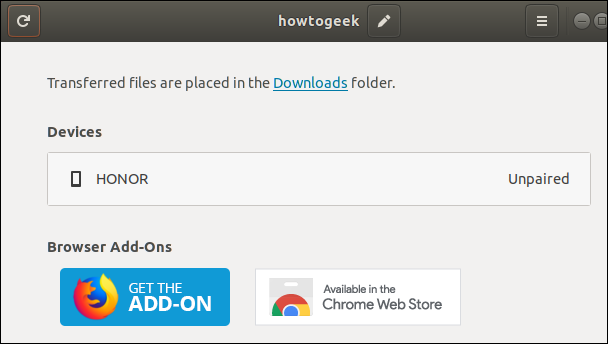 howtogeek
Transferred files are placed in the Downloads folder.
Devices
HONOR Unpaired
Browser Add-Ons
GET THE
ADD-ON
Available in the
Chrome Web Store